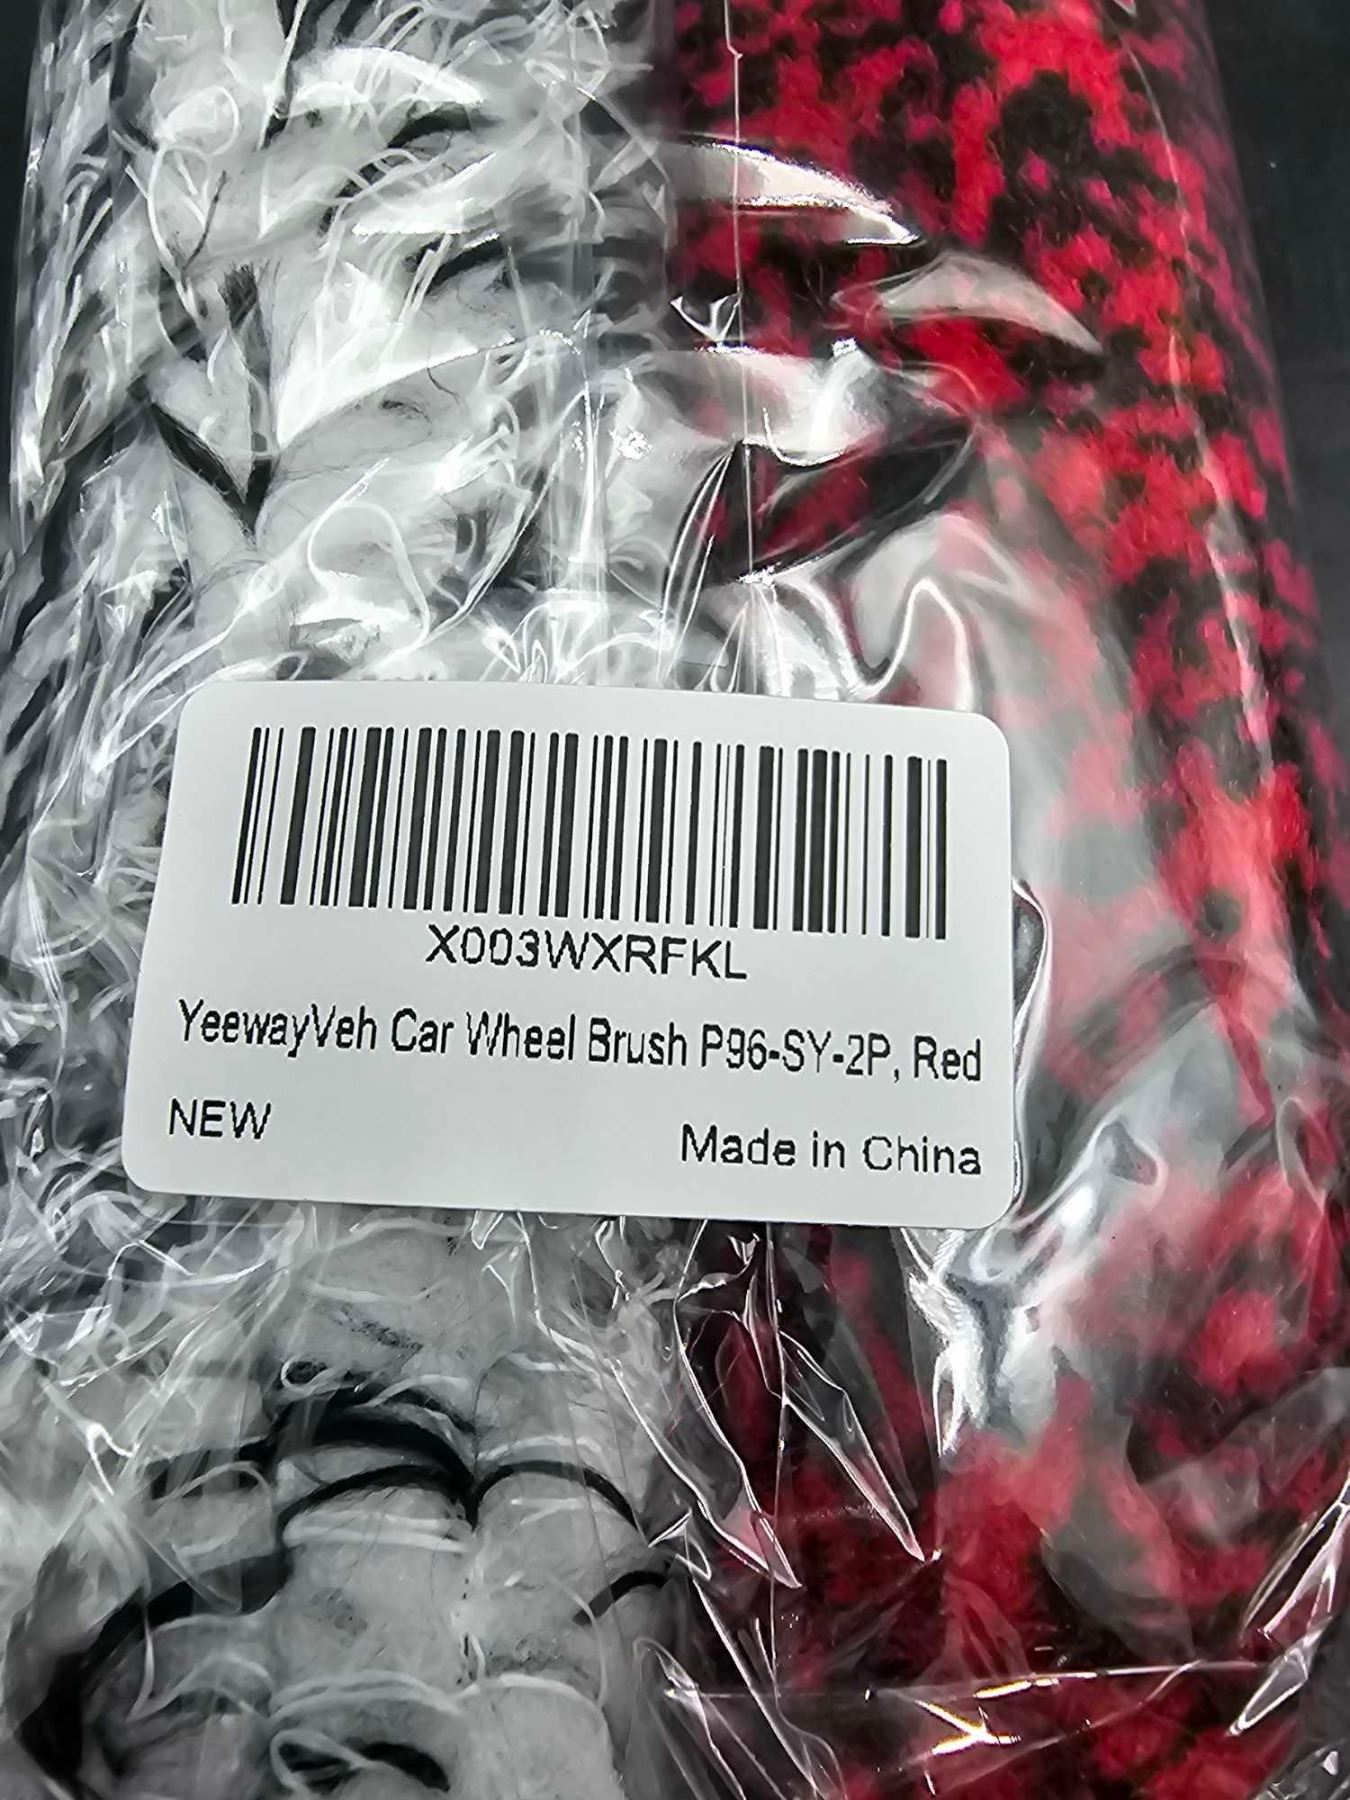 X003WXRFKL
YeewayVeh Car Wheel Brush P96-SY-2P, Red
NEW
Made in China